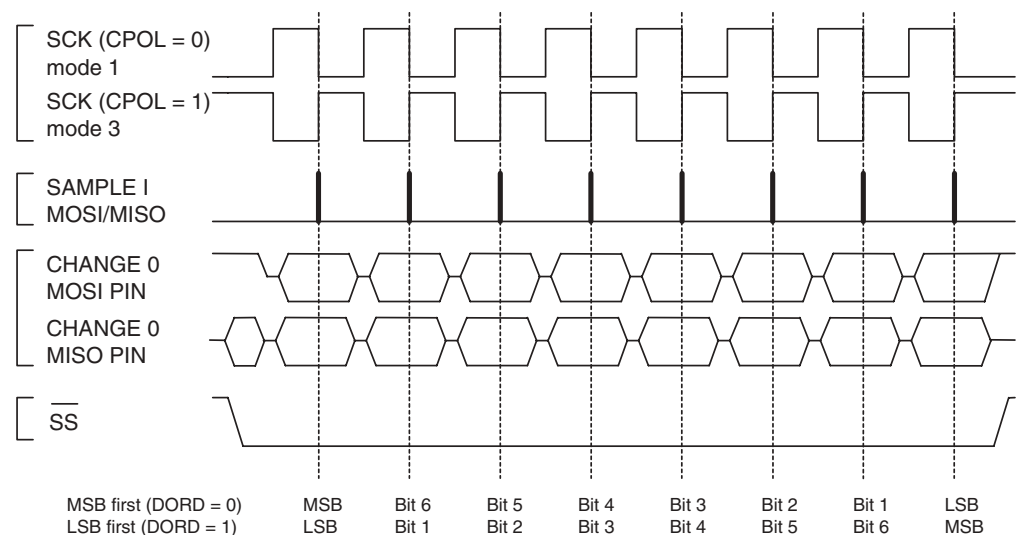 SCK (CPOL = 0)
mode 1
SCK (CPOL = 1)
mode 3
SAMPLE I
MOSI/MISO
CHANGE 0
MOSI PIN
CHANGE 0
MISO PIN
SS
MSB first (DORD = 0) MSB Bit 6 Bit 5 Bit 4 Bit 3 Bit 2 Bit 1 LSB
LSB first (DORD = 1) LSB Bit 1 Bit 2 Bit 3 Bit 4 Bit 5 Bit 6 MSB